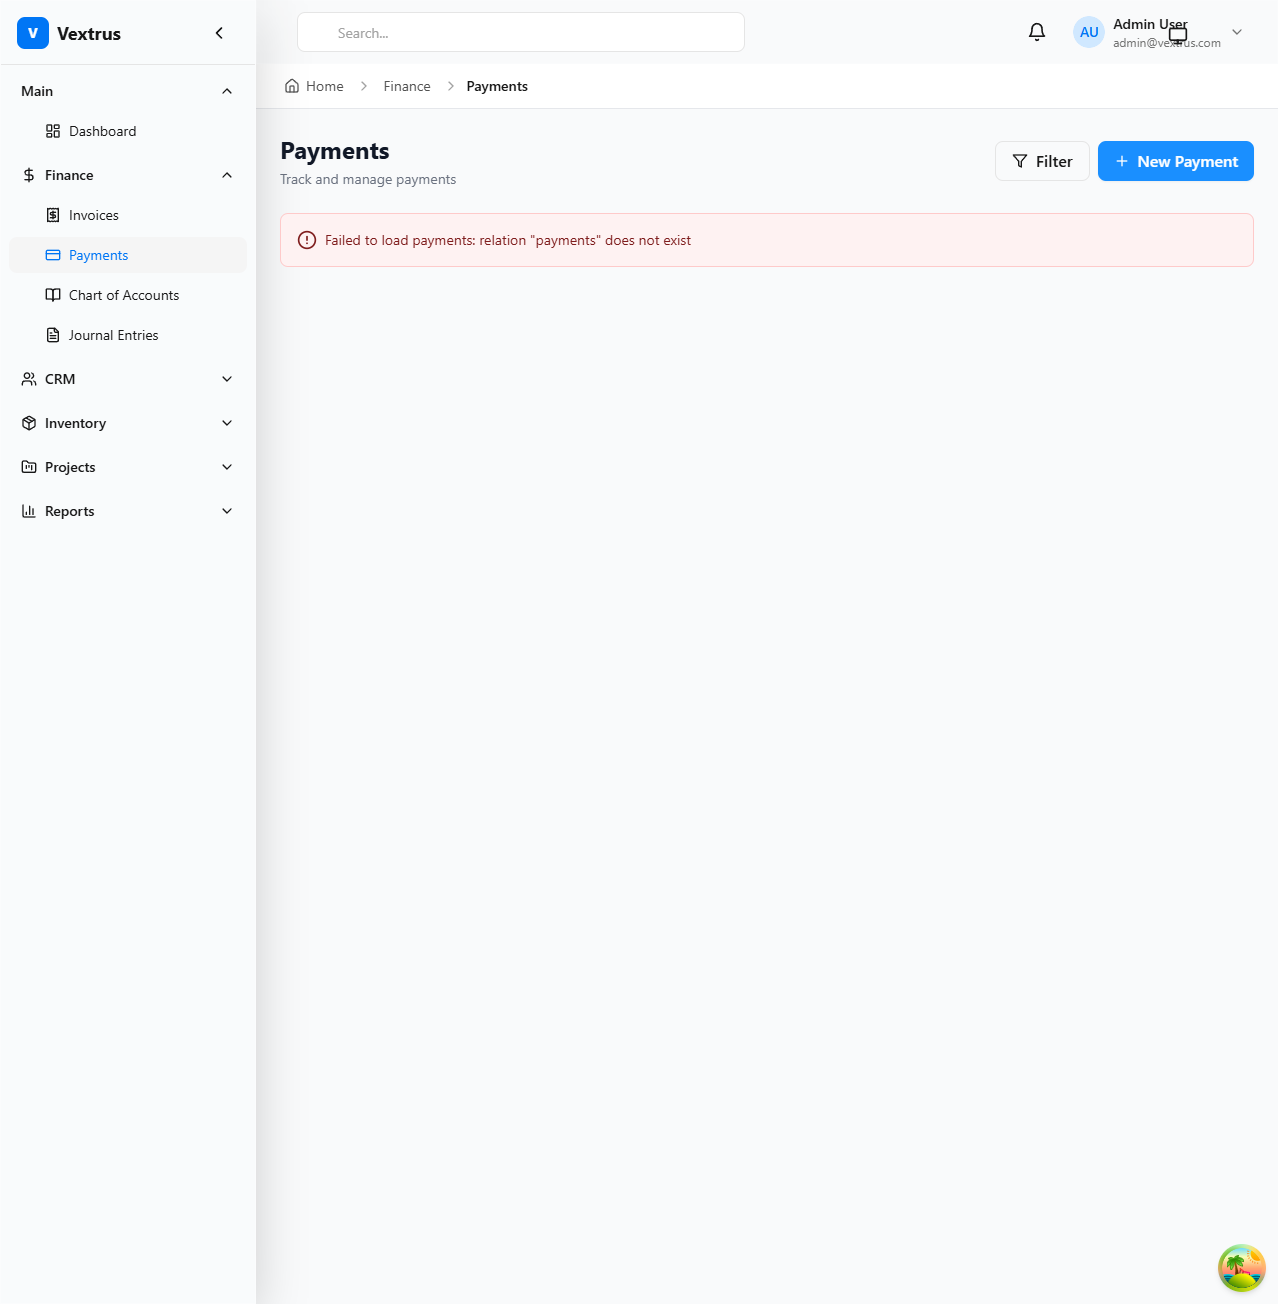 V Vextrus
Search...
Admin User
AU
admin@vextrus.com
Home
Finance
Payments
Main
Dashboard
Finance
Invoices
Payments
Chart of Accounts
Journal Entries
CRM
Inventory
Projects
Reports
Payments
Track and manage payments
Filter
New Payment
Failed to load payments: relation "payments" does not exist